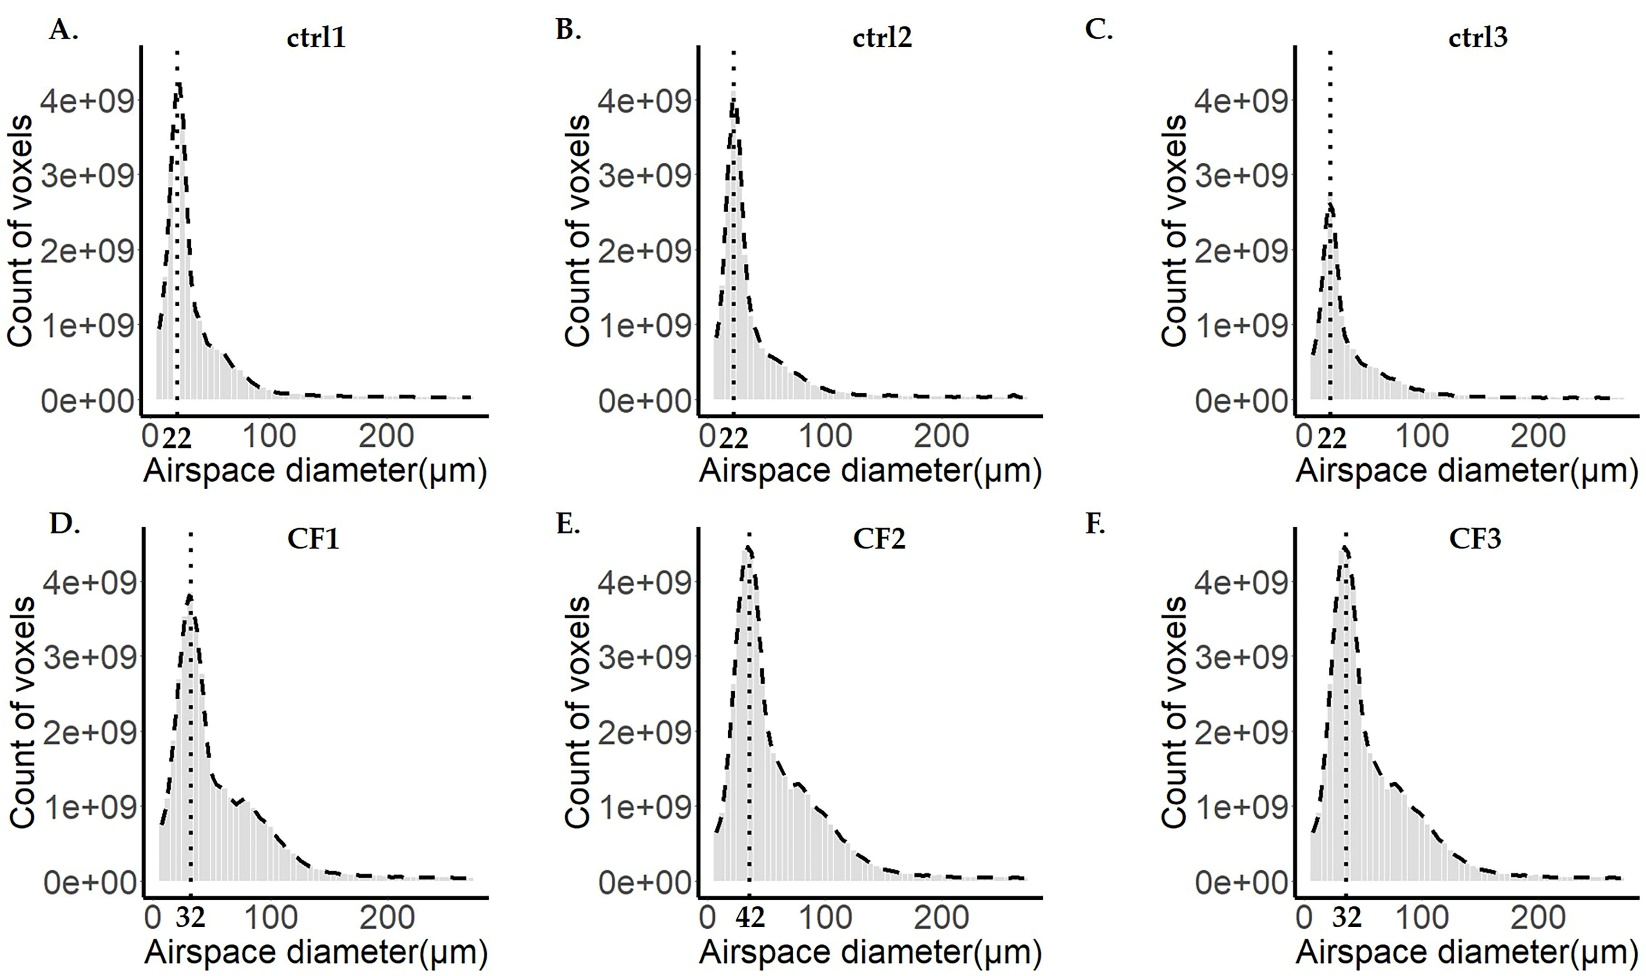 A.
ctrl1
Count of voxels
4e+09
3e+09
2e+09
1e+09
0e+00
0 22 100 200
Airspace diameter(μm)
B.
ctrl2
Count of voxels
4e+09
3e+09
2e+09
1e+09
0e+00
0 22 100 200
Airspace diameter(μm)
C.
ctrl3
Count of voxels
4e+09
3e+09
2e+09
1e+09
0e+00
0 22 100 200
Airspace diameter(μm)
D.
CF1
Count of voxels
4e+09
3e+09
2e+09
1e+09
0e+00
0 32 100 200
Airspace diameter(μm)
E.
CF2
Count of voxels
4e+09
3e+09
2e+09
1e+09
0e+00
0 42 100 200
Airspace diameter(μm)
F.
CF3
Count of voxels
4e+09
3e+09
2e+09
1e+09
0e+00
0 32 100 200
Airspace diameter(μm)